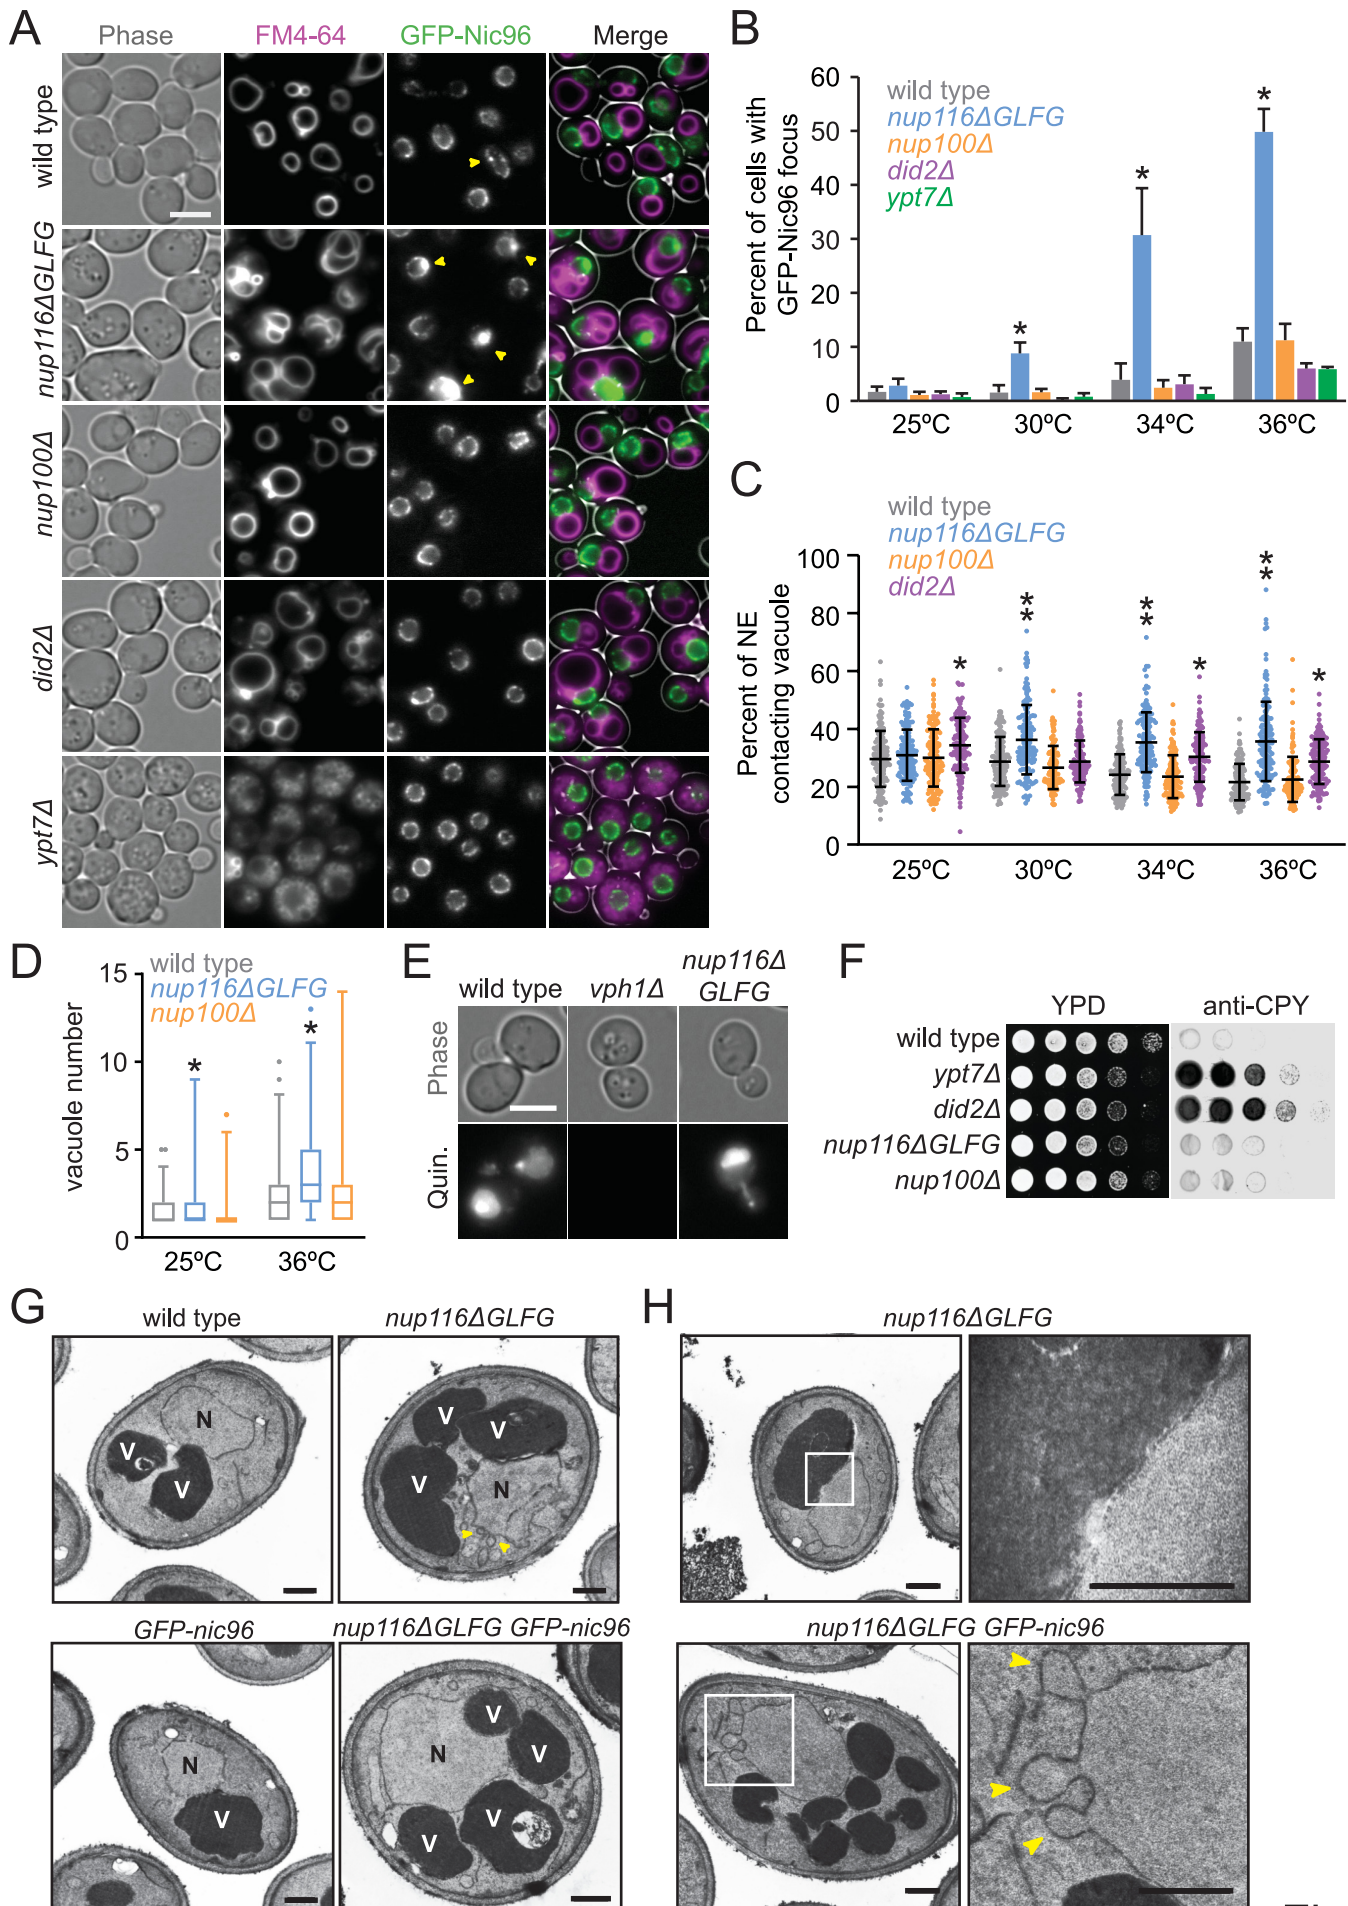 A
Phase
FM4-64
GFP-Nic96
Merge
wild type
nup116ΔGLFG
nup100Δ
did2Δ
ypt7Δ
B
Percent of cells with
GFP-Nic96 focus
60
50
40
30
20
10
0
wild type
nup116ΔGLFG
nup100Δ
did2Δ
ypt7Δ
*
*
*
25ºC
30ºC
34ºC
36ºC
C
Percent of NE
contacting vacuole
wild type
nup116ΔGLFG
nup100Δ
did2Δ
100
80
60
40
20
0
*
**
**
*
**
*
25ºC
30ºC
34ºC
36ºC
D
vacuole number
wild type
nup116ΔGLFG
nup100Δ
15
10
5
0
*
*
25ºC
36ºC
E
wild type
vph1Δ
nup116Δ
GLFG
Phase
Quin.
F
YPD
anti-CPY
wild type
ypt7Δ
did2Δ
nup116ΔGLFG
nup100Δ
G
wild type
nup116ΔGLFG
N
V
V
V
V
V
N
GFP-nic96
nup116ΔGLFG GFP-nic96
N
V
N
V
V
V
V
H
nup116ΔGLFG
nup116ΔGLFG GFP-nic96